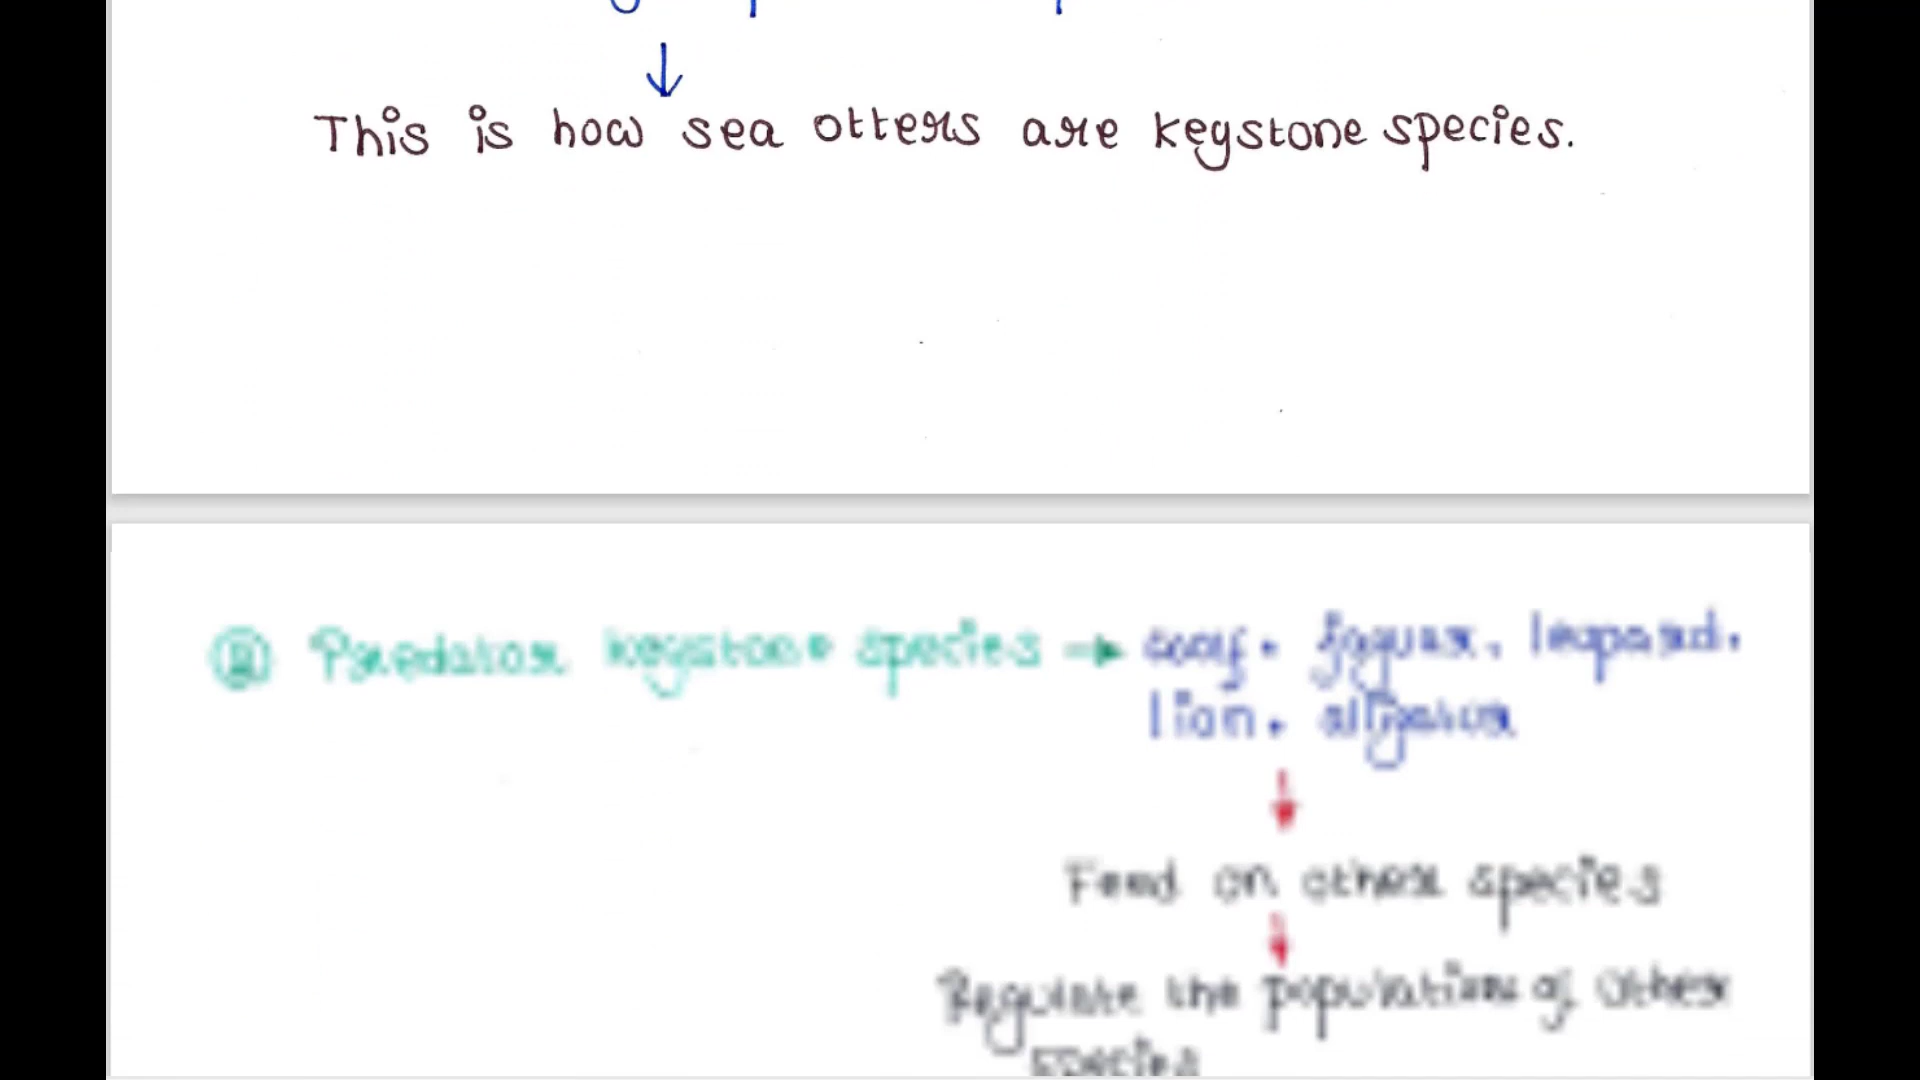 This is how sea otters are keystone species.
② Predator keystone species → wolf, jaguar, leopard,
lion, alligator
Feed on other species
Regulate the populations of other
species